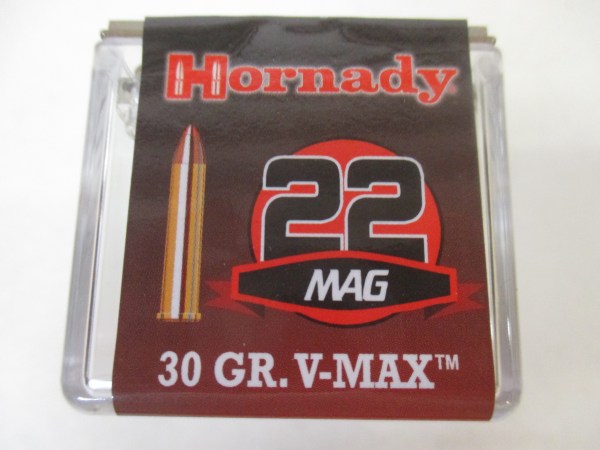 Hornady®
22
MAG
30 GR. V-MAX™